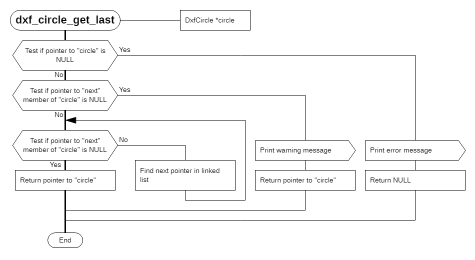 dxf_circle_get_last
DxfCircle *circle
Test if pointer to "circle" is
NULL
Yes
No
Test if pointer to "next"
member of "circle" is NULL
Yes
No
Test if pointer to "next"
member of "circle" is NULL
No
Yes
Print warning message
Print error message
Return pointer to "circle"
Find next pointer in linked
list
Return pointer to "circle"
Return NULL
End